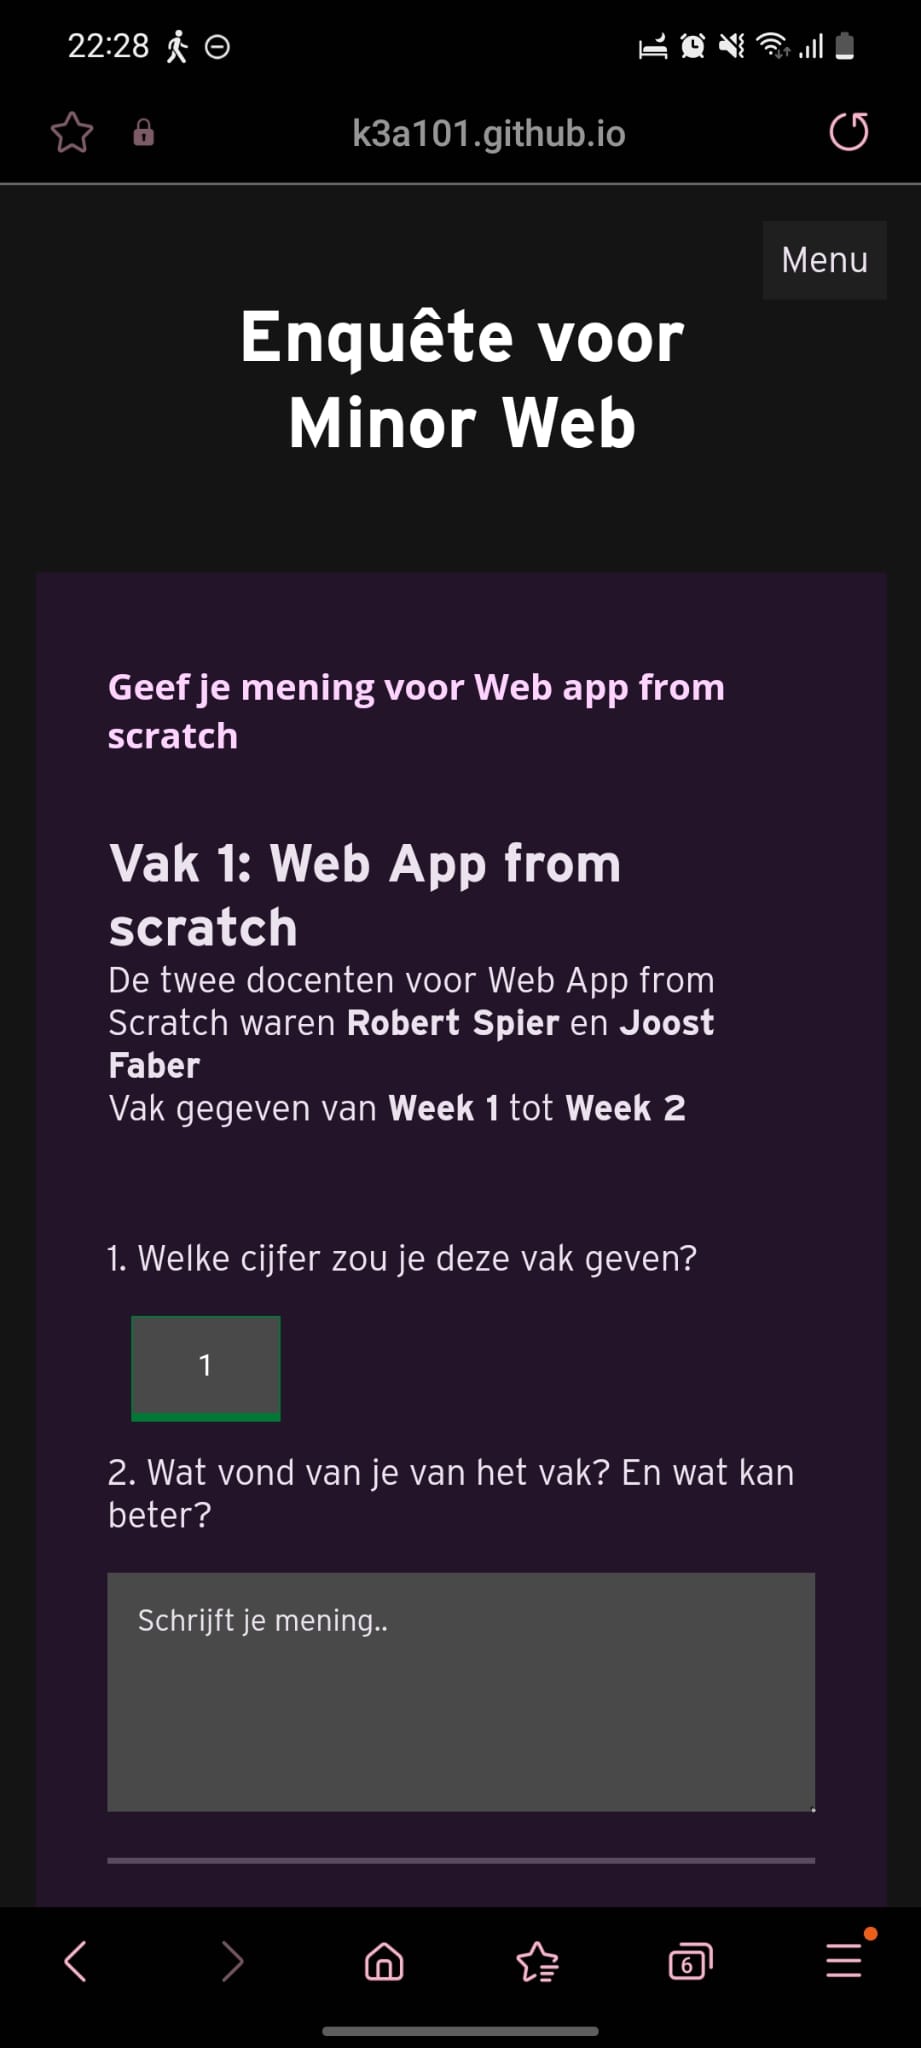 22:28
k3a101.github.io
Menu
Enquête voor
Minor Web
Geef je mening voor Web app from
scratch
Vak 1: Web App from
scratch
De twee docenten voor Web App from
Scratch waren Robert Spier en Joost
Faber
Vak gegeven van Week 1 tot Week 2
1. Welke cijfer zou je deze vak geven?
1
2. Wat vond van je van het vak? En wat kan
beter?
Schrijft je mening..
6